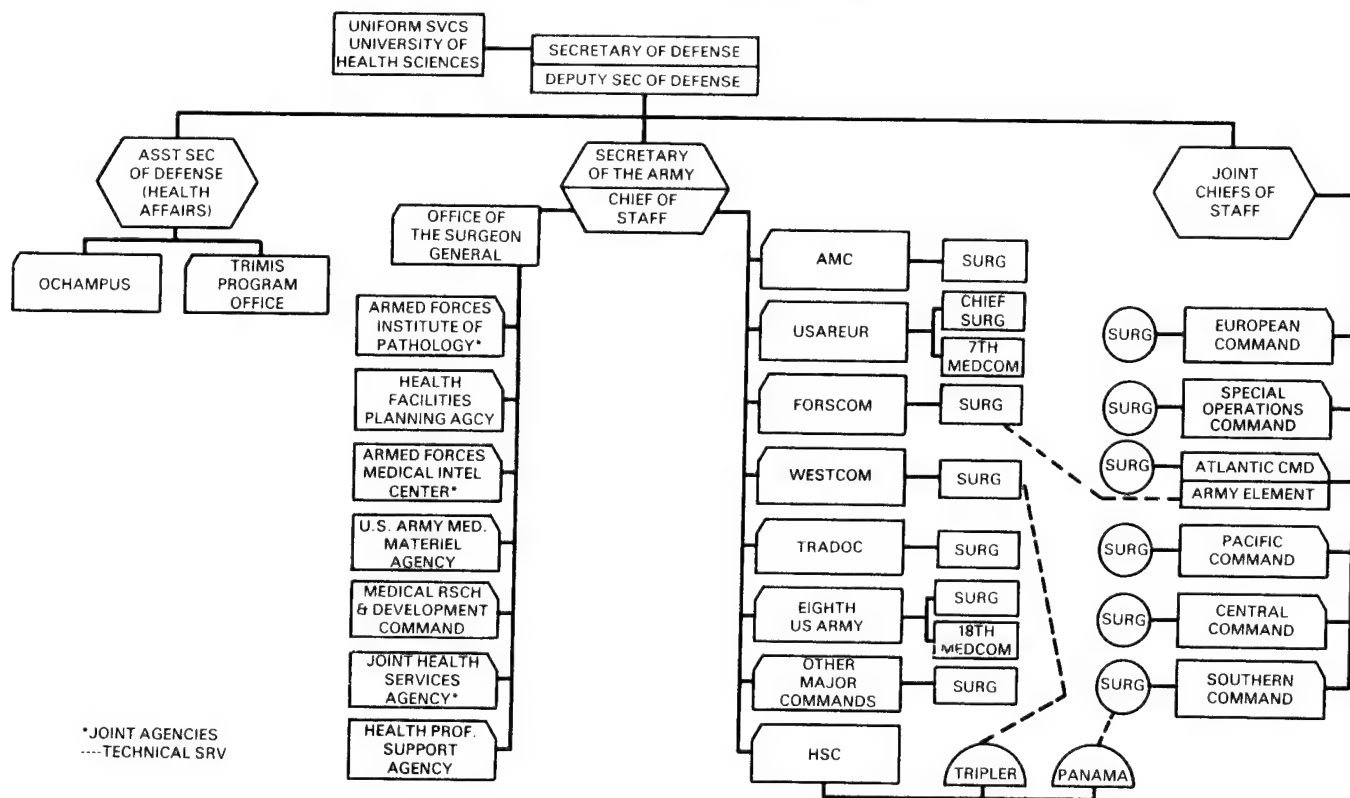 UNIFORM SVCS
UNIVERSITY OF
HEALTH SCIENCES
SECRETARY OF DEFENSE
DEPUTY SEC OF DEFENSE
ASST SEC
OF DEFENSE
(HEALTH
AFFAIRS)
OCHAMPUS
TRIMIS
PROGRAM
OFFICE
SECRETARY
OF THE ARMY
CHIEF OF
STAFF
JOINT
CHIEFS OF
STAFF
OFFICE OF
THE SURGEON
GENERAL
ARMED FORCES
INSTITUTE OF
PATHOLOGY*
HEALTH
FACILITIES
PLANNING AGCY
ARMED FORCES
MEDICAL INTEL
CENTER*
U.S. ARMY MED.
MATERIEL
AGENCY
MEDICAL RSCH
& DEVELOPMENT
COMMAND
JOINT HEALTH
SERVICES
AGENCY*
HEALTH PROF.
SUPPORT
AGENCY
AMC
SURG
USAREUR
CHIEF
SURG
7TH
MEDCOM
FORSCOM
SURG
WESTCOM
SURG
TRADOC
SURG
EIGHTH
US ARMY
SURG
18TH
MEDCOM
OTHER
MAJOR
COMMANDS
SURG
HSC
TRIPLER
PANAMA
SURG
EUROPEAN
COMMAND
SURG
SPECIAL
OPERATIONS
COMMAND
SURG
ATLANTIC CMD
ARMY ELEMENT
SURG
PACIFIC
COMMAND
SURG
CENTRAL
COMMAND
SURG
SOUTHERN
COMMAND
*JOINT AGENCIES
----TECHNICAL SRV